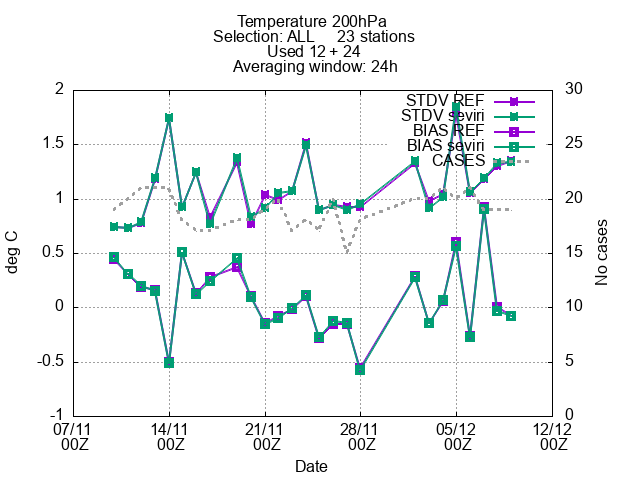 Temperature 200hPa
Selection: ALL 23 stations
Used 12 + 24
Averaging window: 24h
STDV REF
STDV seviri
BIAS REF
BIAS seviri
CASES
deg C
2
1.5
1
0.5
0
-0.5
-1
No cases
30
25
20
15
10
5
0
07/11 14/11 21/11 28/11 05/12 12/12
00Z 00Z 00Z 00Z 00Z 00Z
Date